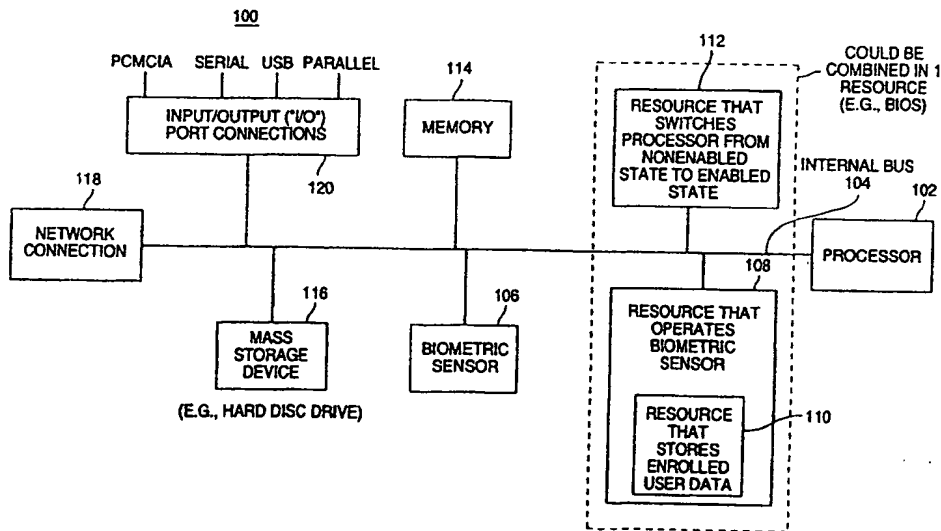 100
PCMCIA SERIAL USB PARALLEL
INPUT/OUTPUT ("I/O")
PORT CONNECTIONS
120
114
MEMORY
112
RESOURCE THAT
SWITCHES
PROCESSOR FROM
NONENABLED
STATE TO ENABLED
STATE
COULD BE
COMBINED IN 1
RESOURCE
(E.G., BIOS)
INTERNAL BUS
104
102
PROCESSOR
118
NETWORK
CONNECTION
116
MASS
STORAGE
DEVICE
(E.G., HARD DISC DRIVE)
106
BIOMETRIC
SENSOR
108
RESOURCE THAT
OPERATES
BIOMETRIC
SENSOR
110
RESOURCE
THAT
STORES
ENROLLED
USER DATA